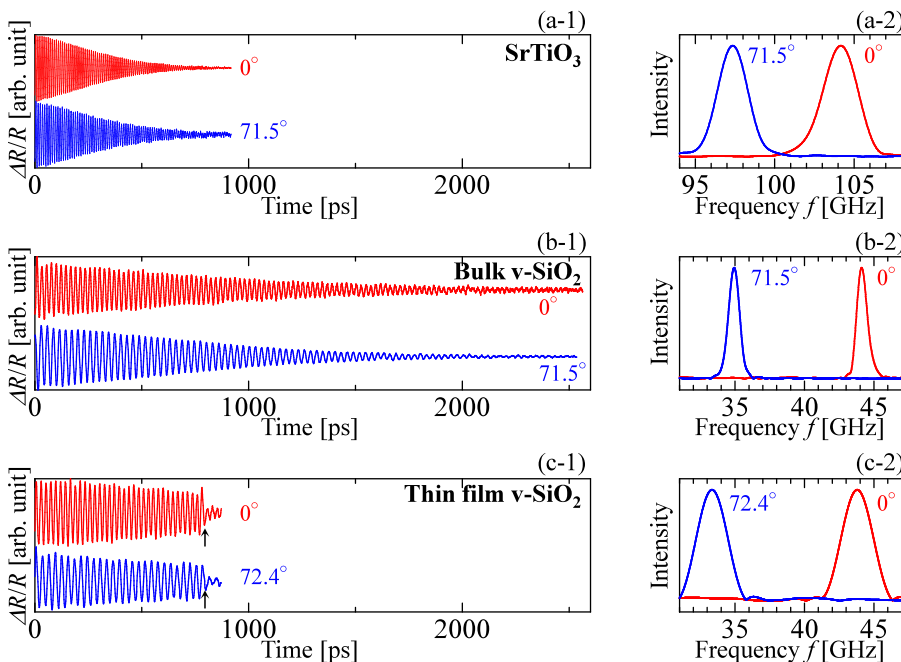 (a-1)
SrTiO₃
0°
71.5°
ΔR/R [arb. unit]
0 1000 2000
Time [ps]
(a-2)
71.5° 0°
Intensity
95 100 105
Frequency f [GHz]
(b-1)
Bulk v-SiO₂
0°
71.5°
ΔR/R [arb. unit]
0 1000 2000
Time [ps]
(b-2)
71.5° 0°
Intensity
35 40 45
Frequency f [GHz]
(c-1)
Thin film v-SiO₂
0°
72.4°
ΔR/R [arb. unit]
0 1000 2000
Time [ps]
(c-2)
72.4° 0°
Intensity
35 40 45
Frequency f [GHz]